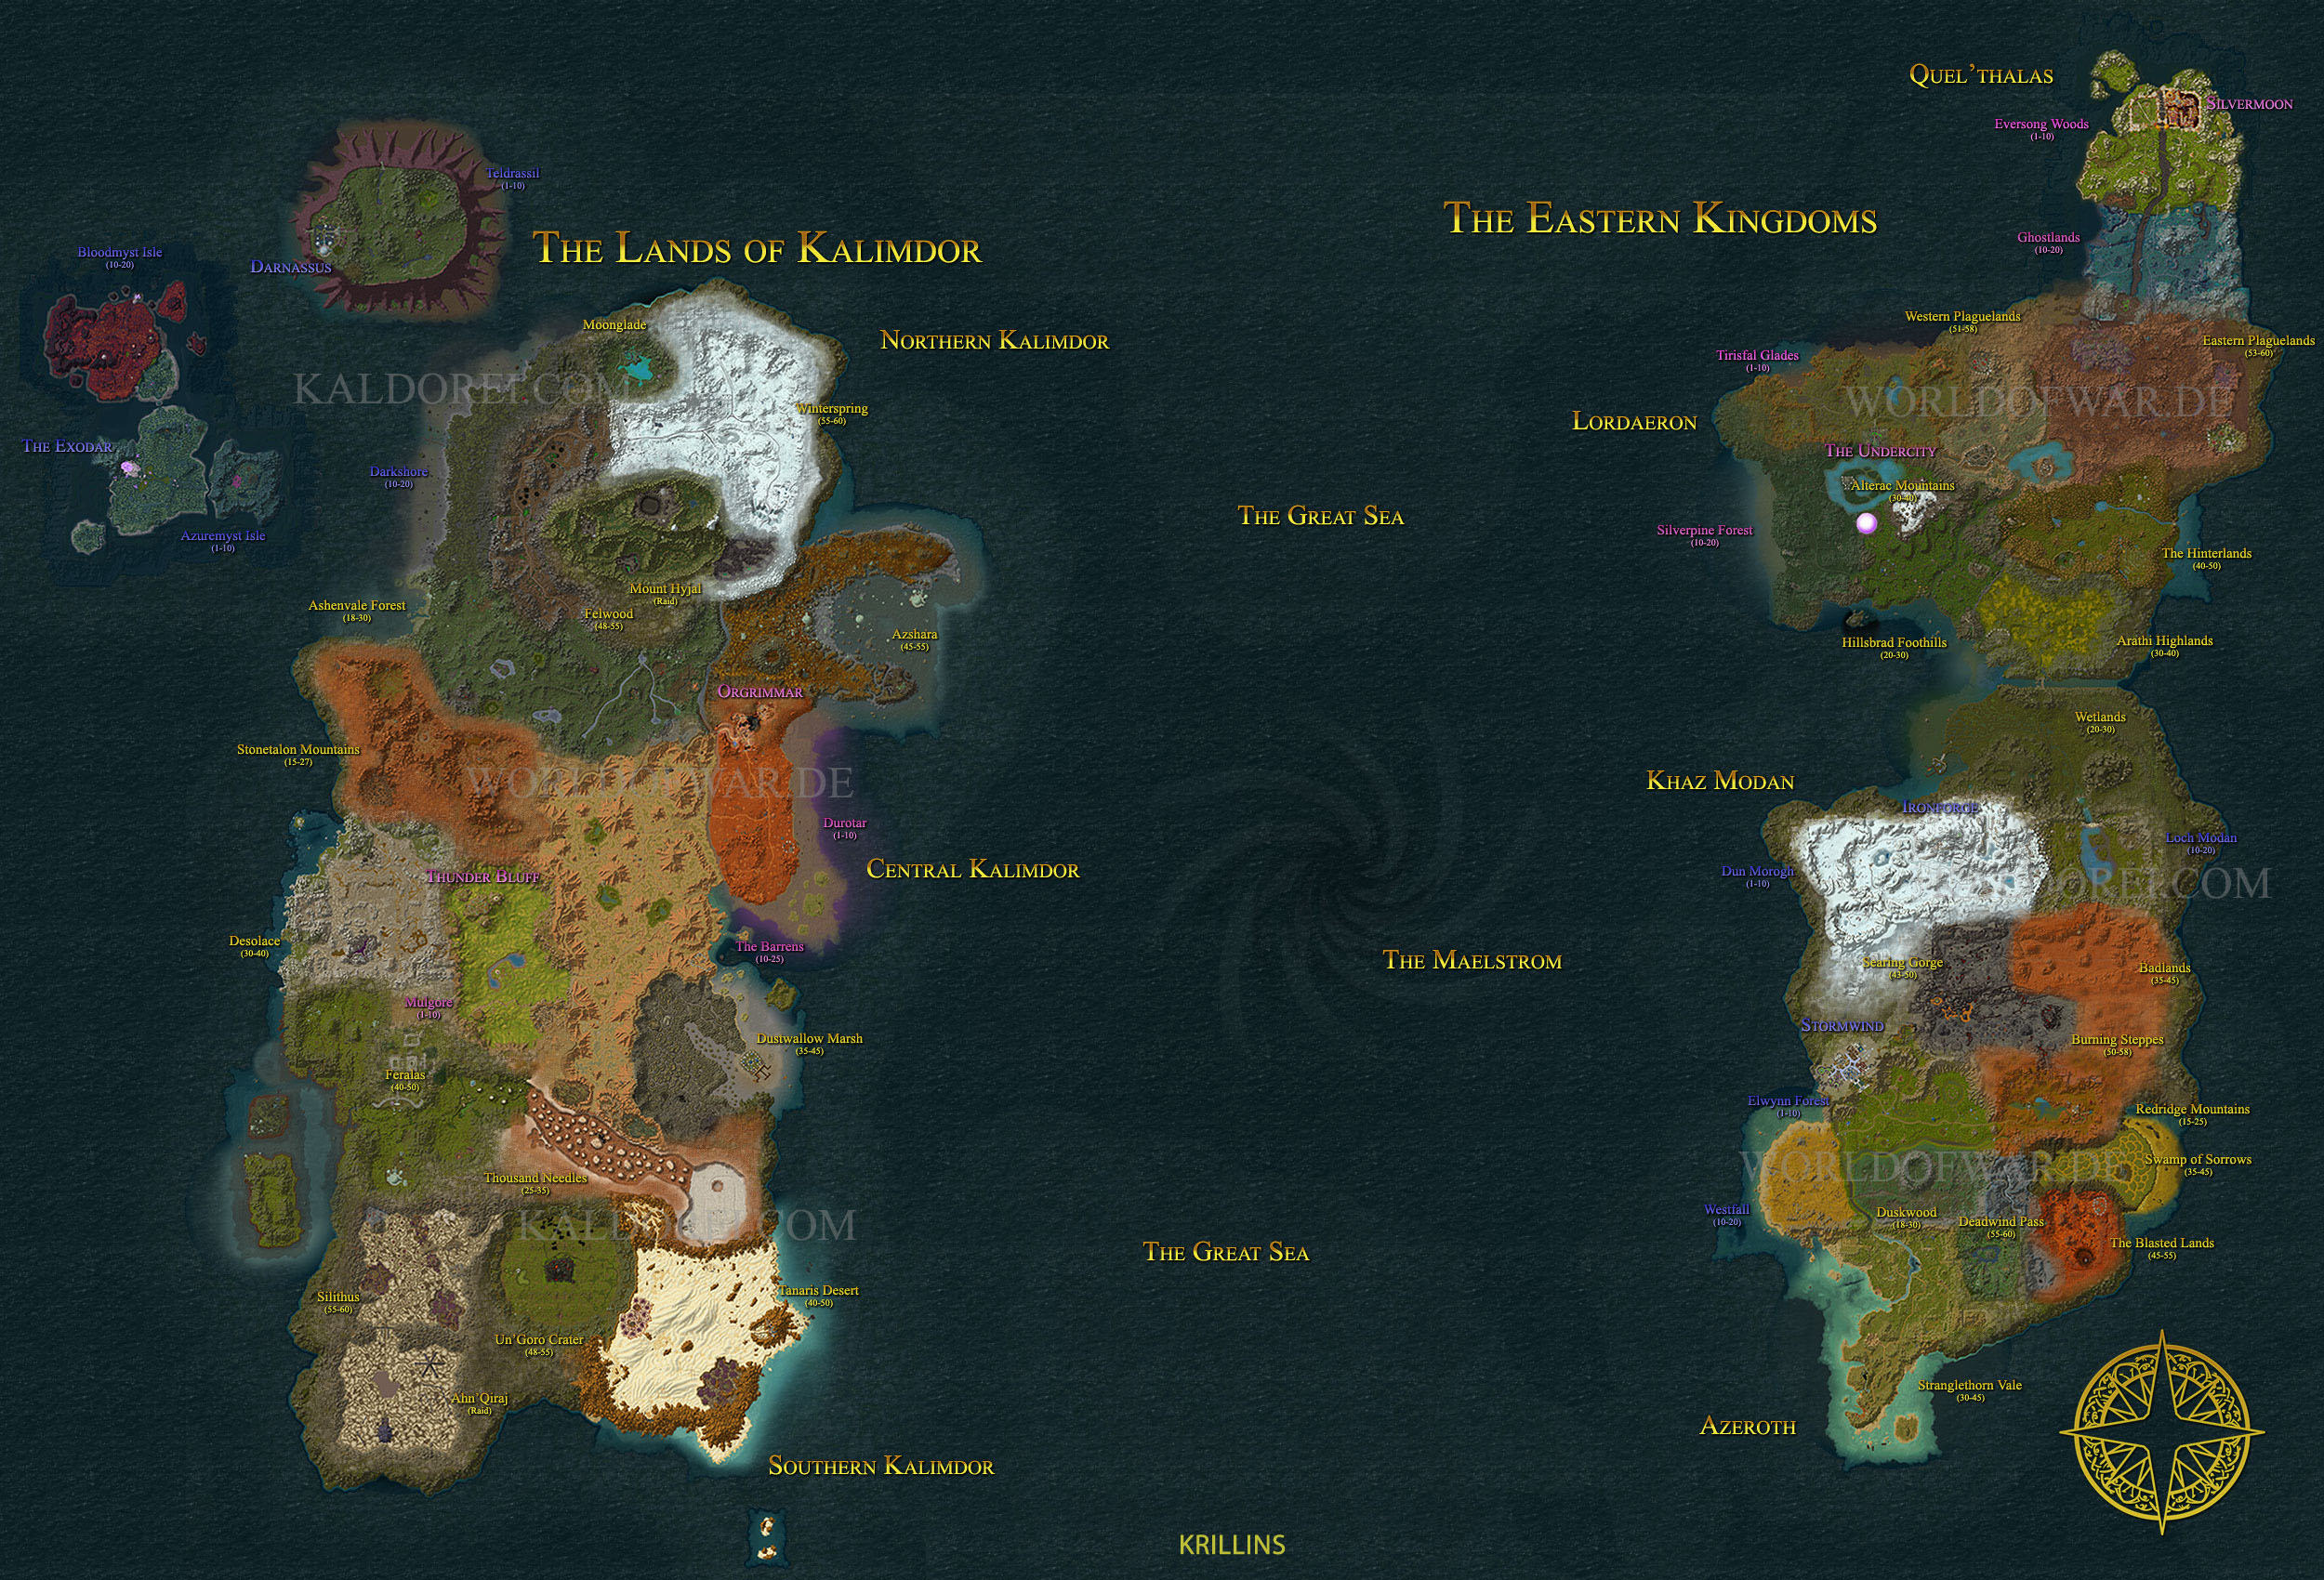 QUEL'THALAS
SILVERMOON
Eversong Woods
(1-10)
Teldrassil
(1-10)
THE EASTERN KINGDOMS
THE LANDS OF KALIMDOR
Ghostlands
(10-20)
Bloodmyst Isle
(10-20)
DARNASSUS
Moonglade
NORTHERN KALIMDOR
Western Plaguelands
(51-58)
Eastern Plaguelands
(53-60)
Tirisfal Glades
(1-10)
KALDOREI.COM
WORLDOFWAR.DE
Winterspring
(55-60)
LORDAERON
THE EXODAR
THE UNDERCITY
Darkshore
(10-20)
Alterac Mountains
(30-40)
THE GREAT SEA
Azuremyst Isle
(1-10)
Silverpine Forest
(10-20)
The Hinterlands
(40-50)
Mount Hyjal
(Raid)
Ashenvale Forest
(18-30)
Felwood
(48-55)
Azshara
(45-55)
Hillsbrad Foothills
(20-30)
Arathi Highlands
(30-40)
ORGRIMMAR
Wetlands
(20-30)
Stonetalon Mountains
(15-27)
WORLDOFWAR.DE
KHAZ MODAN
IRONFORGE
Durotar
(1-10)
Loch Modan
(10-20)
CENTRAL KALIMDOR
Dun Morogh
(1-10)
THUNDER BLUFF
KALDOREI.COM
Desolace
(30-40)
The Barrens
(10-25)
THE MAELSTROM
Searing Gorge
(43-50)
Badlands
(35-45)
Mulgore
(1-10)
STORMWIND
Dustwallow Marsh
(35-45)
Burning Steppes
(50-58)
Feralas
(40-50)
Elwynn Forest
(1-10)
Redridge Mountains
(15-25)
WORLDOFWAR.DE
Swamp of Sorrows
(35-45)
Thousand Needles
(25-35)
KALDOREI.COM
Westfall
(10-20)
Duskwood
(18-30)
Deadwind Pass
(55-60)
The Blasted Lands
(45-55)
THE GREAT SEA
Silithus
(55-60)
Tanaris Desert
(40-50)
Un'Goro Crater
(48-55)
Ahn'Qiraj
(Raid)
Stranglethorn Vale
(30-45)
AZEROTH
SOUTHERN KALIMDOR
KRILLINS